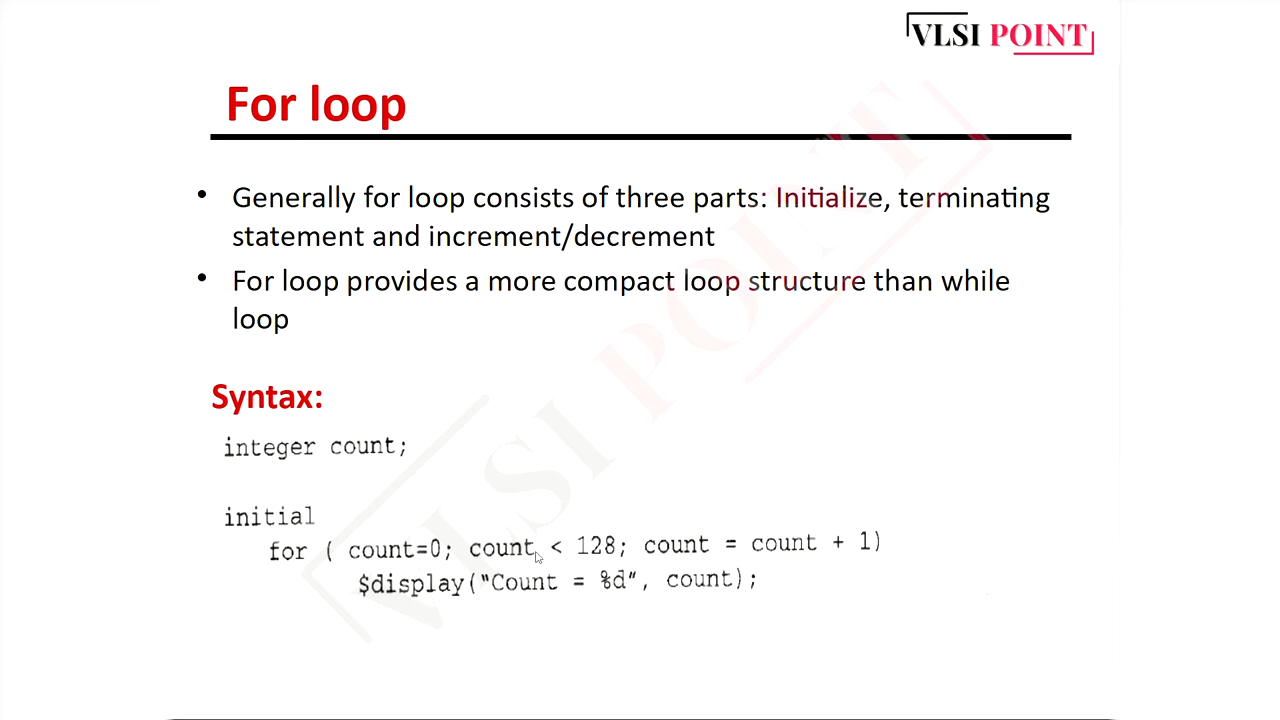 VLSI POINT
For loop
• Generally for loop consists of three parts: Initialize, terminating
statement and increment/decrement
• For loop provides a more compact loop structure than while
loop
Syntax:
integer count;
initial
for ( count=0; count < 128; count = count + 1)
$display("Count = %d", count);
VLSI POINT